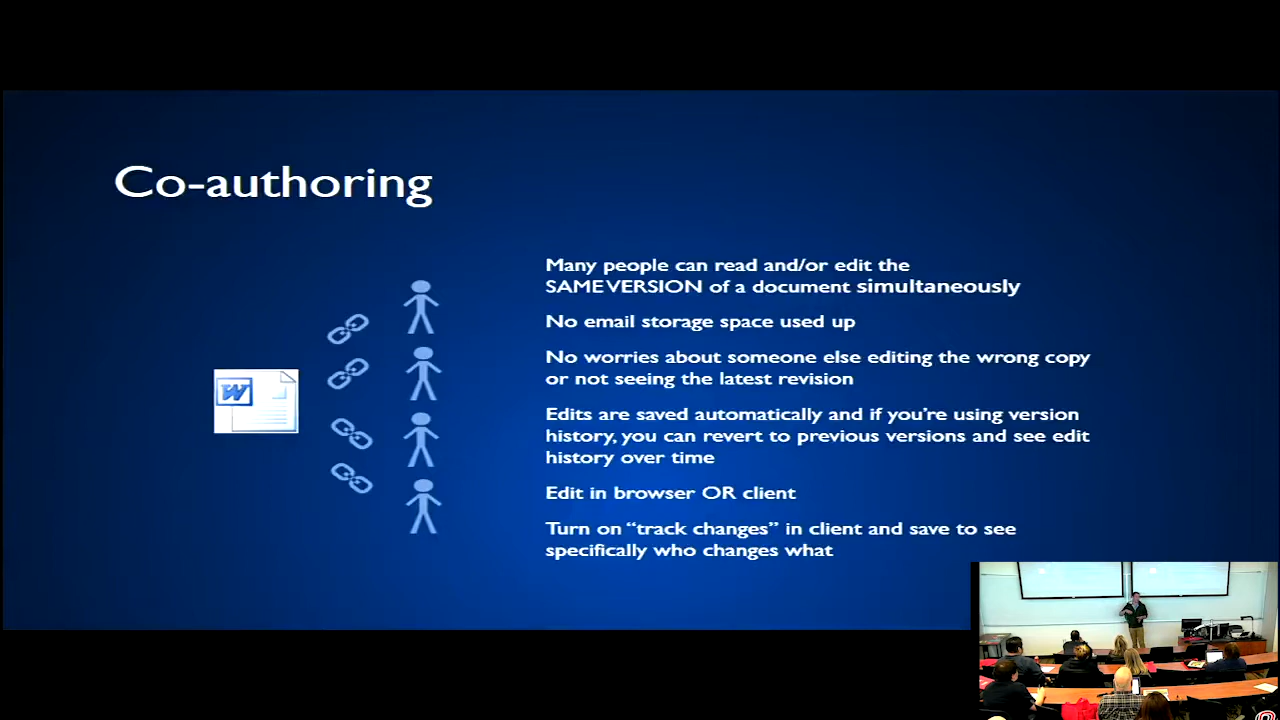 Co-authoring
Many people can read and/or edit the
SAME VERSION of a document simultaneously
No email storage space used up
No worries about someone else editing the wrong copy
or not seeing the latest revision
Edits are saved automatically and if you're using version
history, you can revert to previous versions and see edit
history over time
W
Edit in browser OR client
Turn on “track changes” in client and save to see
specifically who changes what